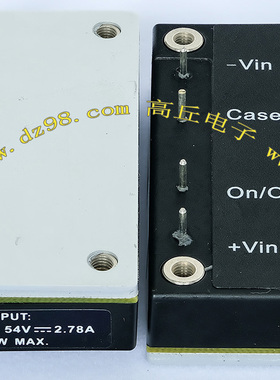 www.dz98.com
高丘电子
-Vin
Case
On/O
+Vin
PUT:
54V⎓2.78A
W MAX.